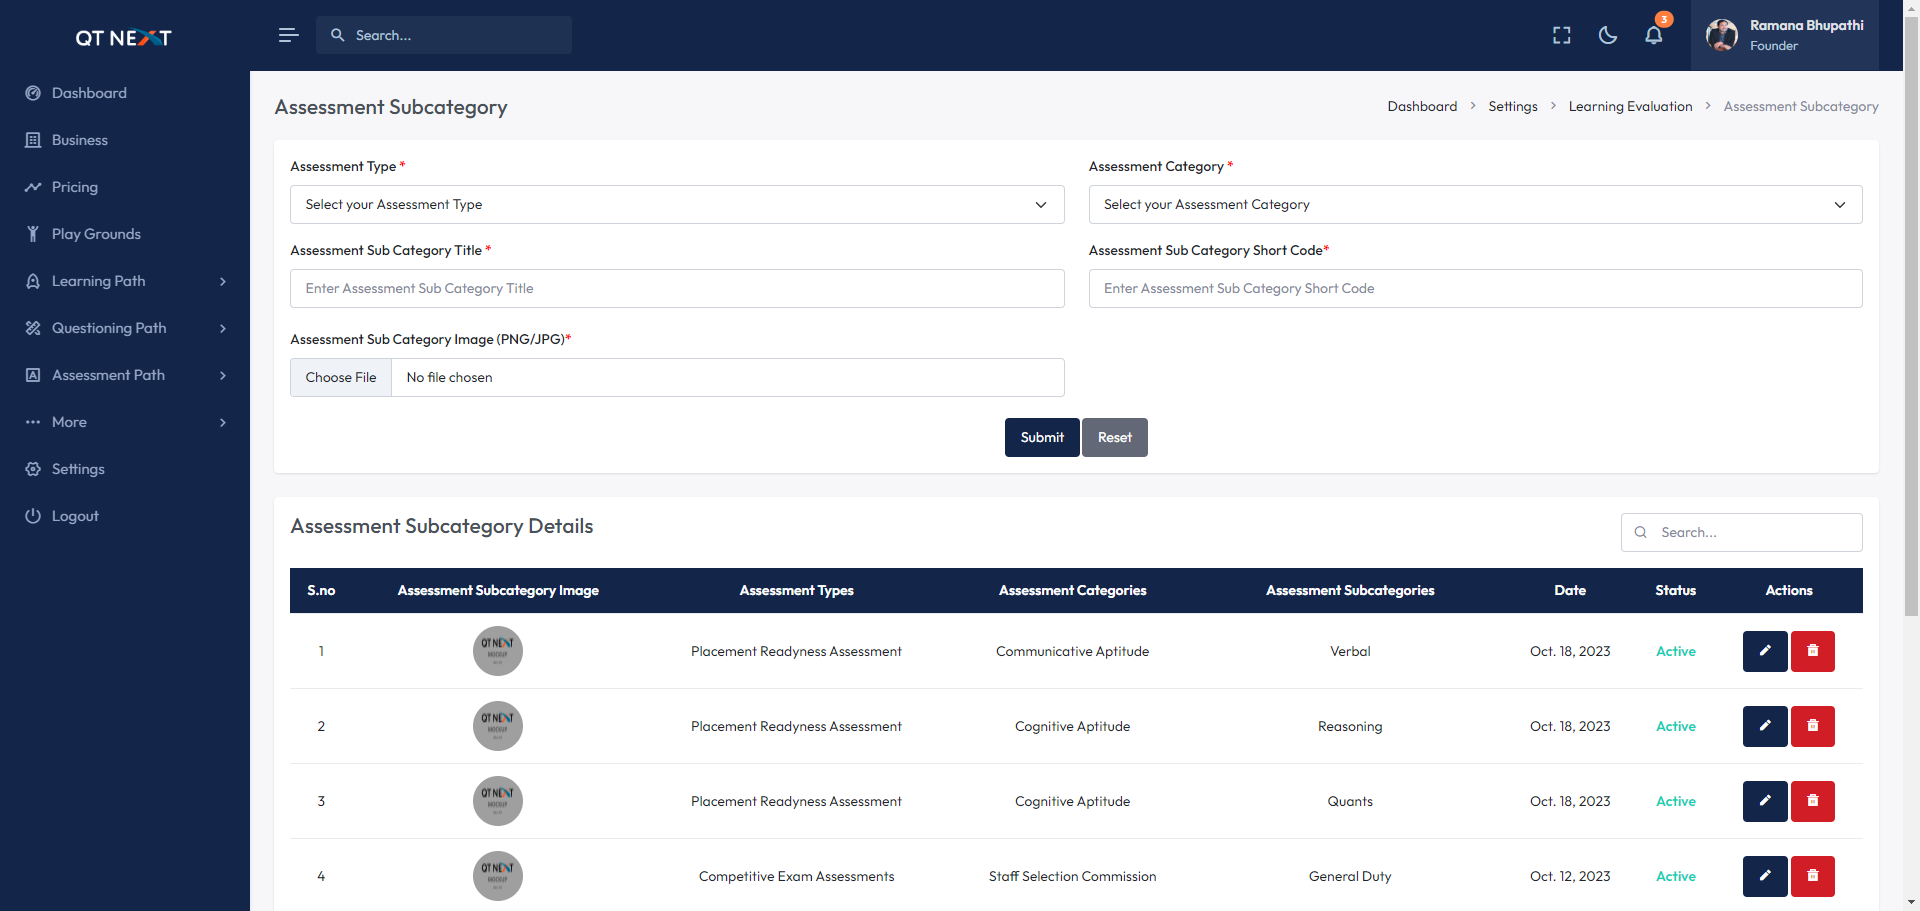 QT NEXT
Search...
3
Ramana Bhupathi
Founder
Dashboard
Business
Pricing
Play Grounds
Learning Path
Questioning Path
Assessment Path
More
Settings
Logout
Assessment Subcategory
Dashboard > Settings > Learning Evaluation > Assessment Subcategory
Assessment Type *
Assessment Category *
Select your Assessment Type
Select your Assessment Category
Assessment Sub Category Title *
Assessment Sub Category Short Code*
Enter Assessment Sub Category Title
Enter Assessment Sub Category Short Code
Assessment Sub Category Image (PNG/JPG)*
Choose File No file chosen
Submit Reset
Assessment Subcategory Details
Search...
S.no Assessment Subcategory Image Assessment Types Assessment Categories Assessment Subcategories Date Status Actions
1 QT NEXT MOCKUP Placement Readyness Assessment Communicative Aptitude Verbal Oct. 18, 2023 Active
2 QT NEXT MOCKUP Placement Readyness Assessment Cognitive Aptitude Reasoning Oct. 18, 2023 Active
3 QT NEXT MOCKUP Placement Readyness Assessment Cognitive Aptitude Quants Oct. 18, 2023 Active
4 QT NEXT MOCKUP Competitive Exam Assessments Staff Selection Commission General Duty Oct. 12, 2023 Active